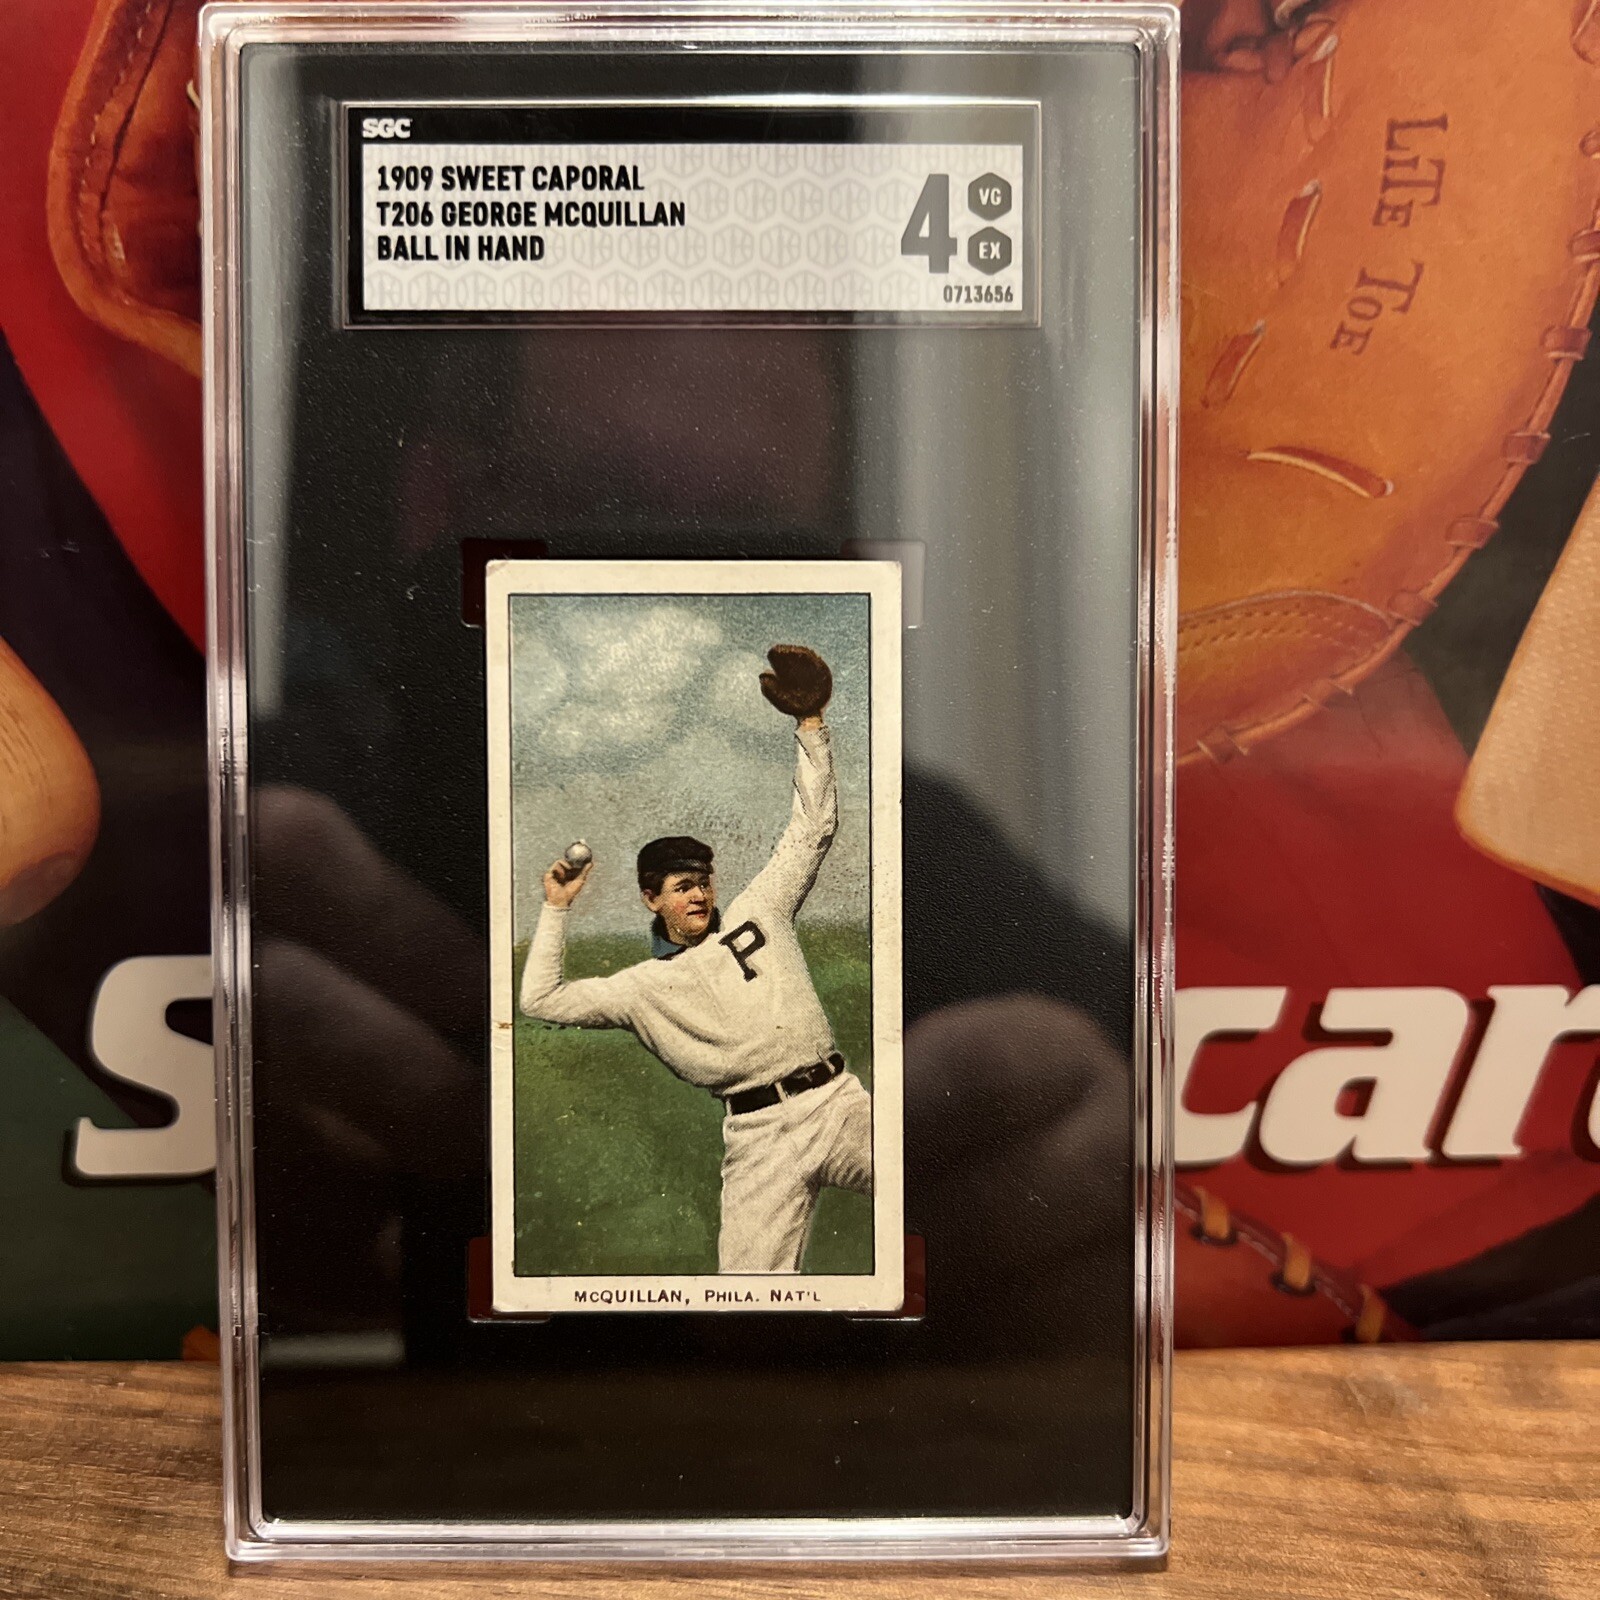 SGC
1909 SWEET CAPORAL
T206 GEORGE MCQUILLAN
BALL IN HAND
4
VG
EX
0713656
LITE TOE
P
S
car
MCQUILLAN, PHILA. NAT'L